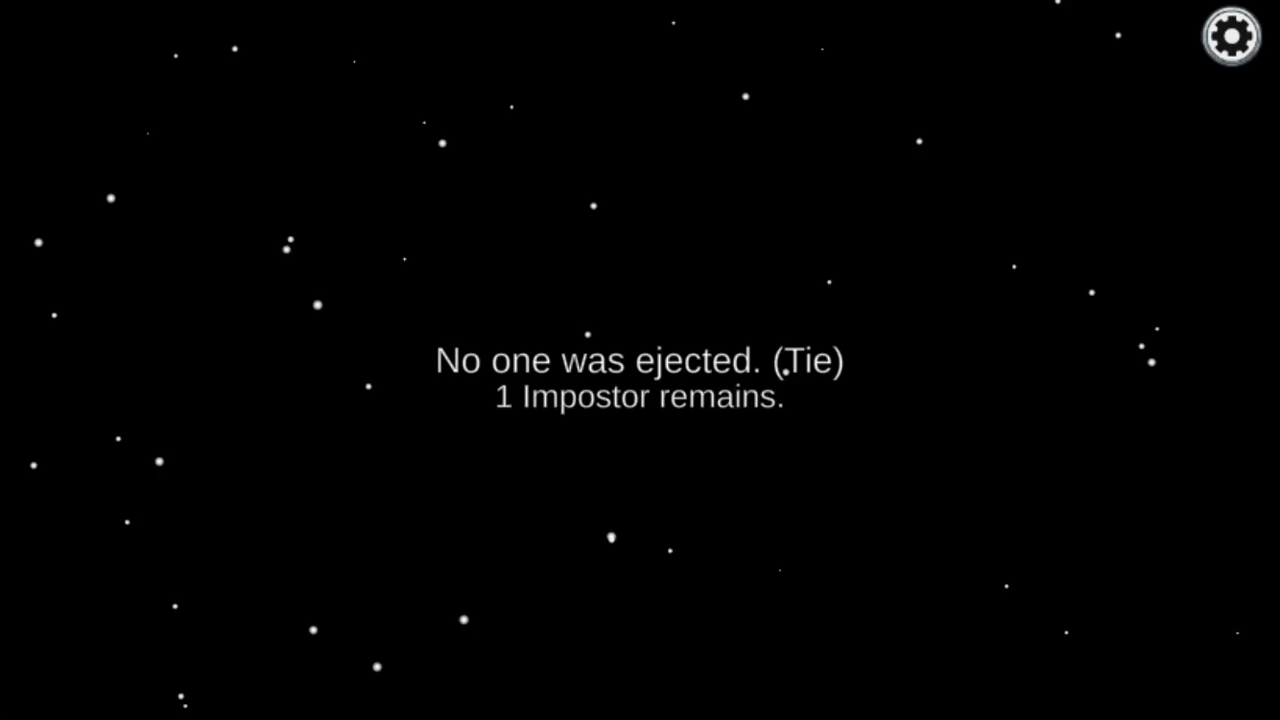 No one was ejected. (Tie)
1 Impostor remains.